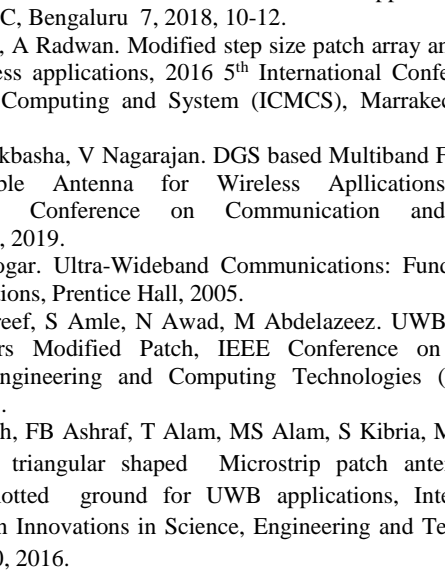 C, Bengaluru 7, 2018, 10-12.
, A Radwan. Modified step size patch array an
ess applications, 2016 5th International Confe
Computing and System (ICMCS), Marrakec
kbasha, V Nagarajan. DGS based Multiband F
ble Antenna for Wireless Apllications
Conference on Communication and
, 2019.
ogar. Ultra-Wideband Communications: Fund
ions, Prentice Hall, 2005.
reef, S Amle, N Awad, M Abdelazeez. UWB
rs Modified Patch, IEEE Conference on
ngineering and Computing Technologies (
.
h, FB Ashraf, T Alam, MS Alam, S Kibria, M
triangular shaped Microstrip patch anter
lotted ground for UWB applications, Inte
n Innovations in Science, Engineering and Te
0, 2016.